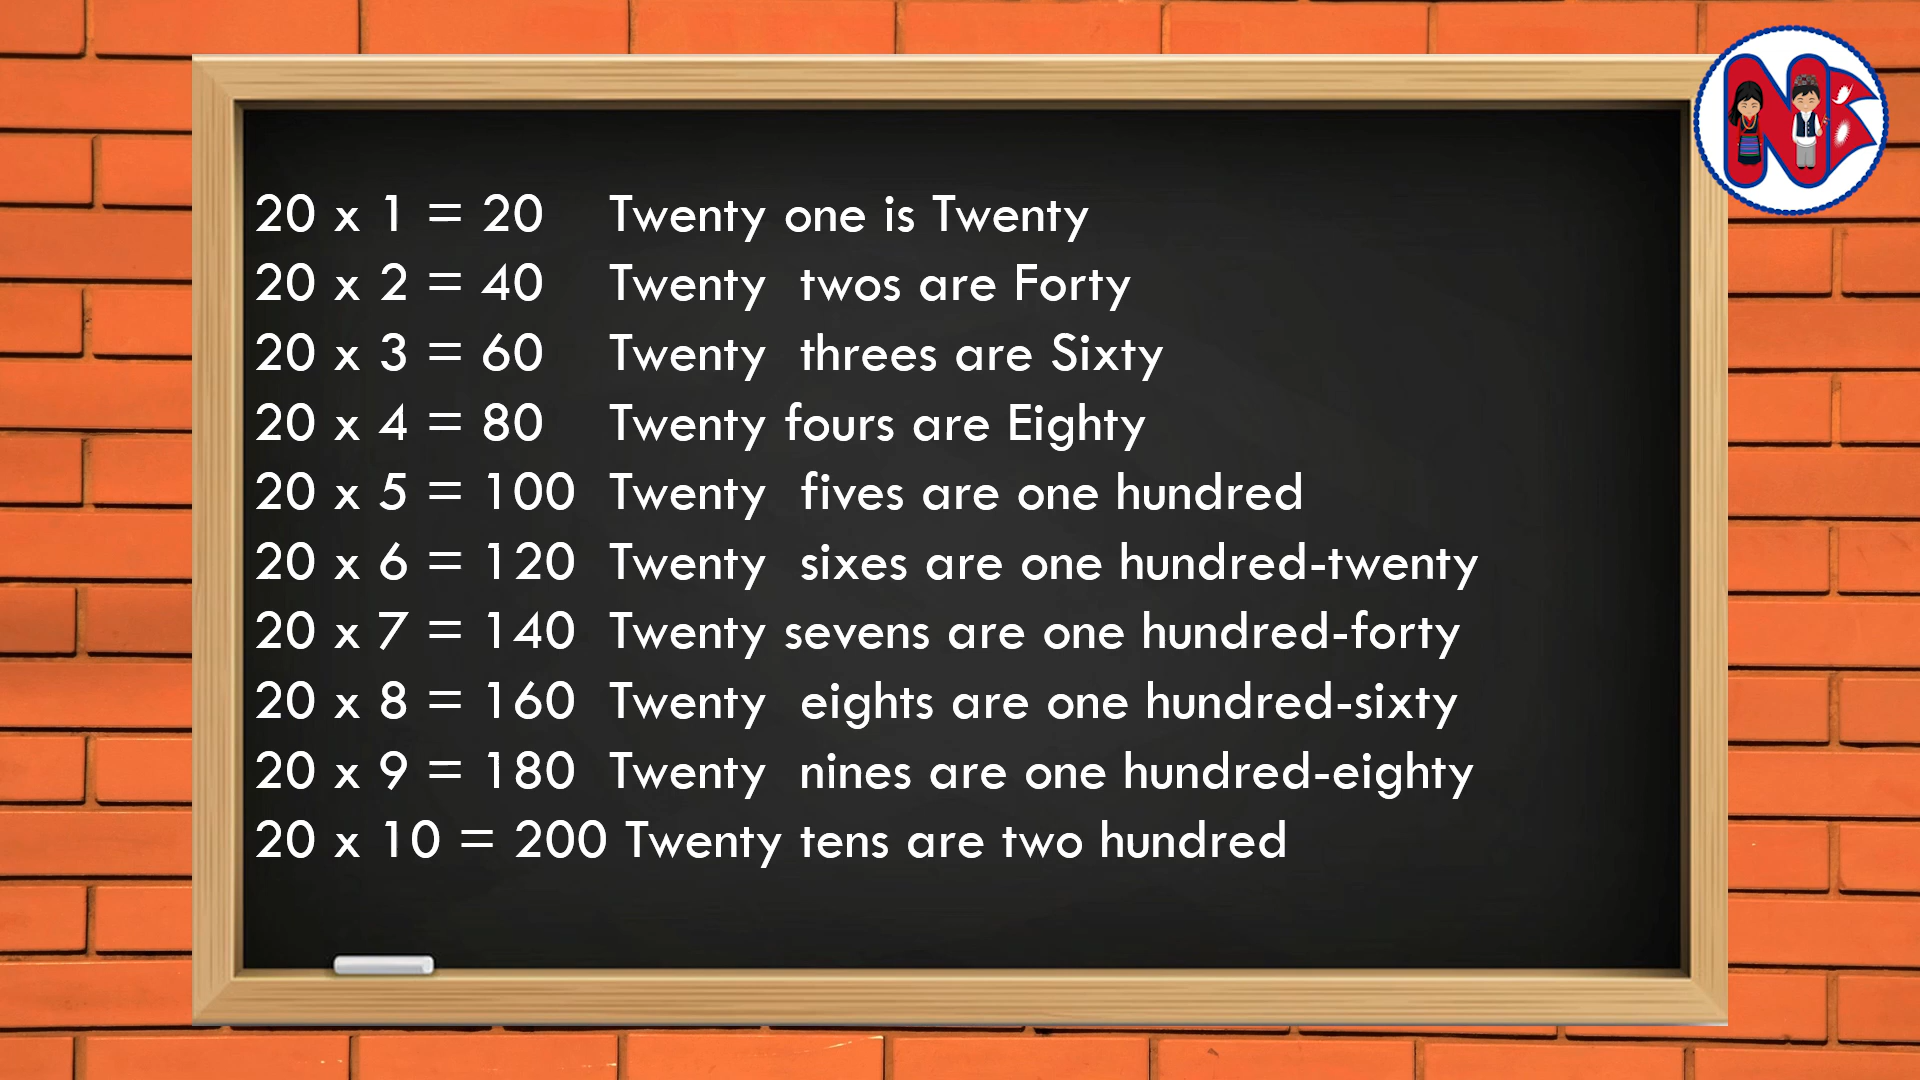 20 x 1 = 20 Twenty one is Twenty
20 x 2 = 40 Twenty twos are Forty
20 x 3 = 60 Twenty threes are Sixty
20 x 4 = 80 Twenty fours are Eighty
20 x 5 = 100 Twenty fives are one hundred
20 x 6 = 120 Twenty sixes are one hundred-twenty
20 x 7 = 140 Twenty sevens are one hundred-forty
20 x 8 = 160 Twenty eights are one hundred-sixty
20 x 9 = 180 Twenty nines are one hundred-eighty
20 x 10 = 200 Twenty tens are two hundred
N